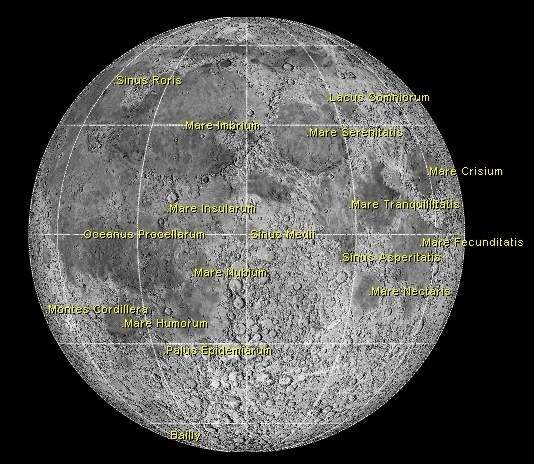 Sinus Roris
Lacus Somniorum
Mare Imbrium
Mare Serenitatis
Mare Crisium
Mare Insularum
Mare Tranquilitatis
Oceanus Procellarum
Sinus Medii
Mare Fecunditatis
Sinus Asperitatis
Mare Nubium
Mare Nectaris
Montes Cordillera
Mare Humorum
Palus Epidemiarum
Bailly